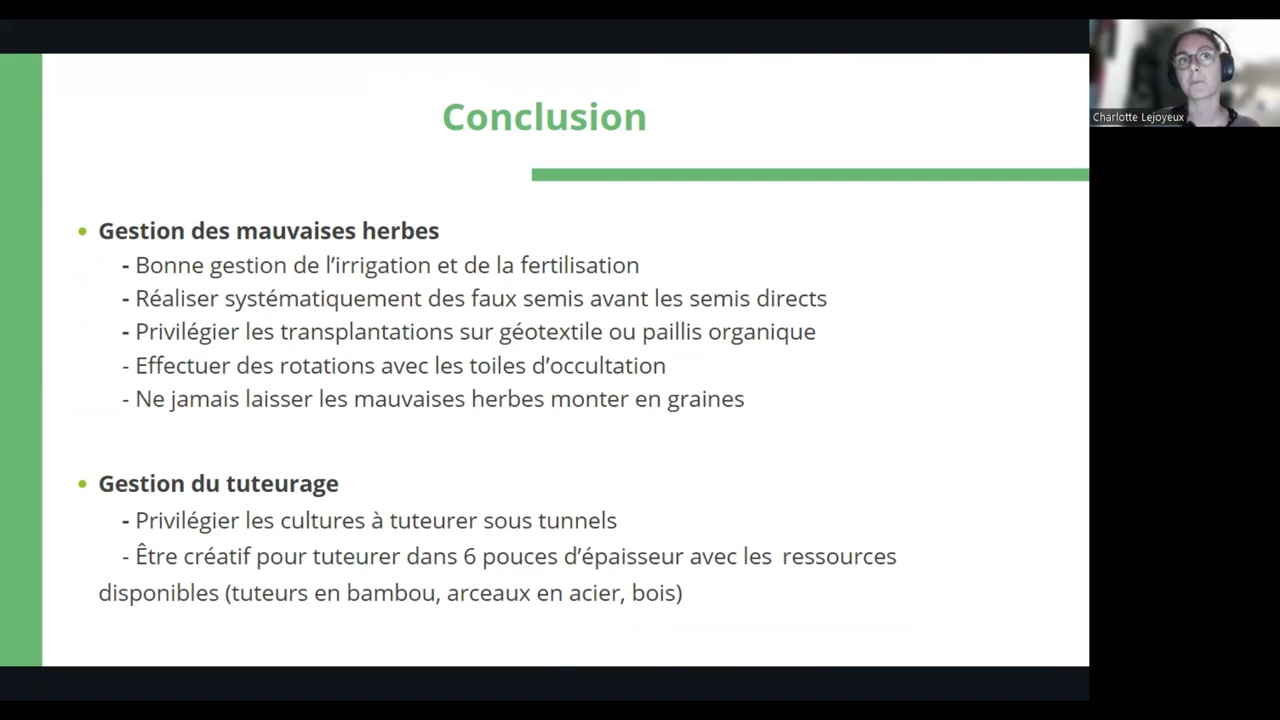 Conclusion
Charlotte Lejoyeux
• Gestion des mauvaises herbes
- Bonne gestion de l’irrigation et de la fertilisation
- Réaliser systématiquement des faux semis avant les semis directs
- Privilégier les transplantations sur géotextile ou paillis organique
- Effectuer des rotations avec les toiles d’occultation
- Ne jamais laisser les mauvaises herbes monter en graines
• Gestion du tuteurage
- Privilégier les cultures à tuteurer sous tunnels
- Être créatif pour tuteurer dans 6 pouces d’épaisseur avec les ressources
disponibles (tuteurs en bambou, arceaux en acier, bois)